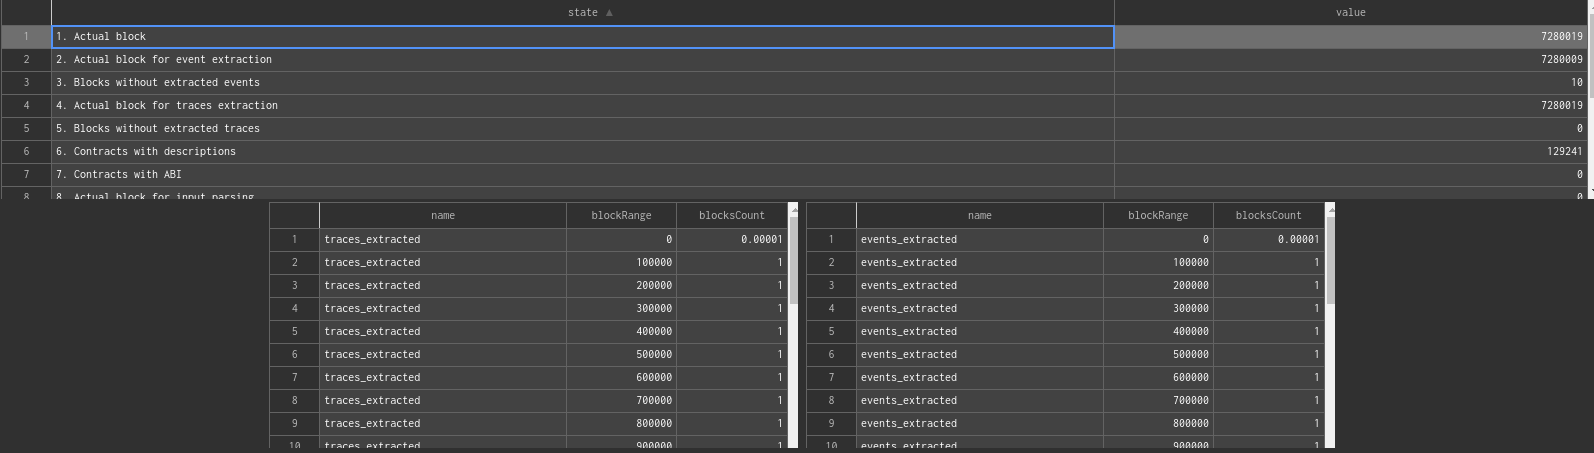 state ▲ value
1 1. Actual block 7280019
2 2. Actual block for event extraction 7280009
3 3. Blocks without extracted events 10
4 4. Actual block for traces extraction 7280019
5 5. Blocks without extracted traces 0
6 6. Contracts with descriptions 129241
7 7. Contracts with ABI 0
8 8. Actual block for input parsing 0
name blockRange blocksCount
1 traces_extracted 0 0.00001
2 traces_extracted 100000 1
3 traces_extracted 200000 1
4 traces_extracted 300000 1
5 traces_extracted 400000 1
6 traces_extracted 500000 1
7 traces_extracted 600000 1
8 traces_extracted 700000 1
9 traces_extracted 800000 1
10 traces_extracted 900000 1
name blockRange blocksCount
1 events_extracted 0 0.00001
2 events_extracted 100000 1
3 events_extracted 200000 1
4 events_extracted 300000 1
5 events_extracted 400000 1
6 events_extracted 500000 1
7 events_extracted 600000 1
8 events_extracted 700000 1
9 events_extracted 800000 1
10 events_extracted 900000 1